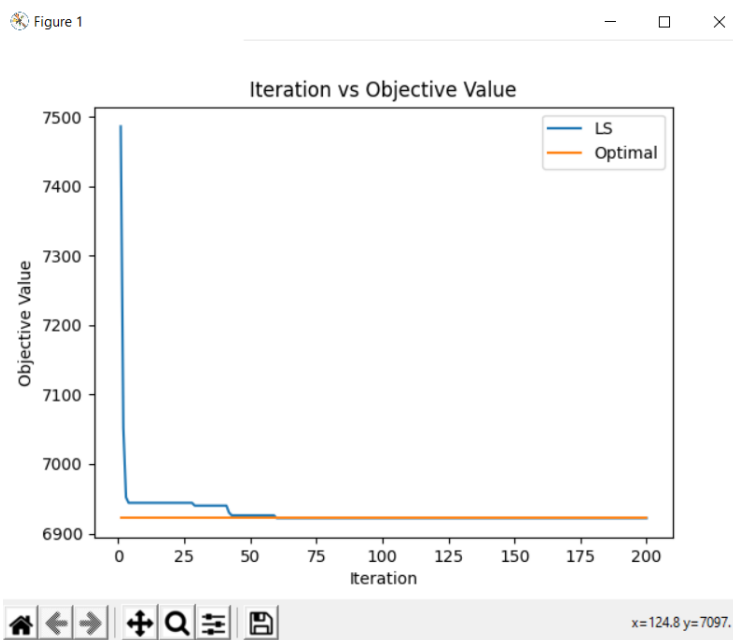 Figure 1
Iteration vs Objective Value
LS
Optimal
7500
7400
7300
7200
7100
7000
6900
Objective Value
0 25 50 75 100 125 150 175 200
Iteration
x=124.8 y=7097.